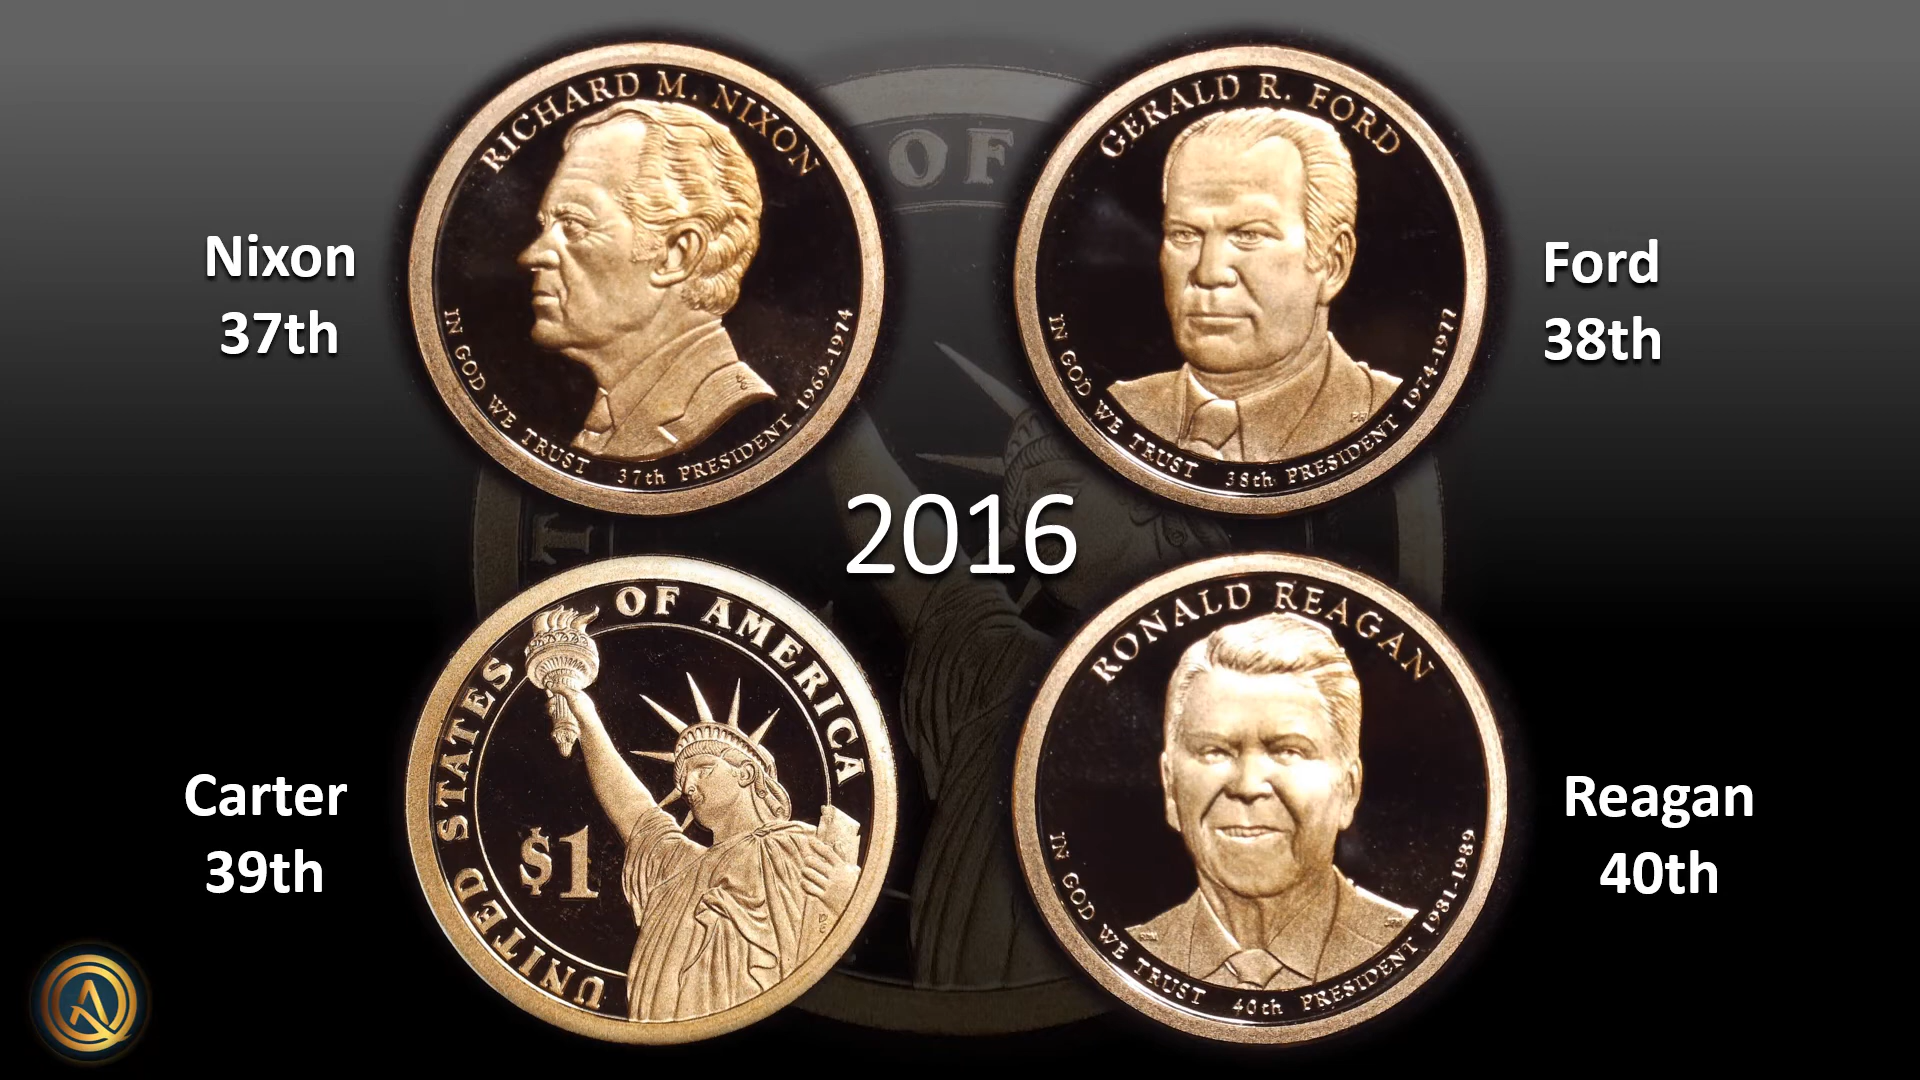 RICHARD M. NIXON
IN GOD WE TRUST 37th PRESIDENT 1969-1974
Nixon
37th
GERALD R. FORD
IN GOD WE TRUST 38th PRESIDENT 1974-1977
Ford
38th
OF
2016
UNITED STATES OF AMERICA
$1
Carter
39th
RONALD REAGAN
IN GOD WE TRUST 40th PRESIDENT 1981-1989
Reagan
40th